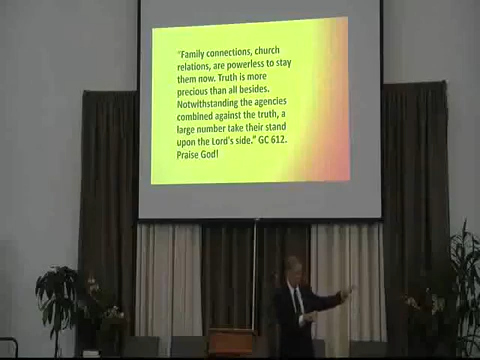 "Family connections, church
relations, are powerless to stay
them now. Truth is more
precious than all besides.
Notwithstanding the agencies
combined against the truth, a
large number take their stand
upon the Lord's side." GC 612.
Praise God!